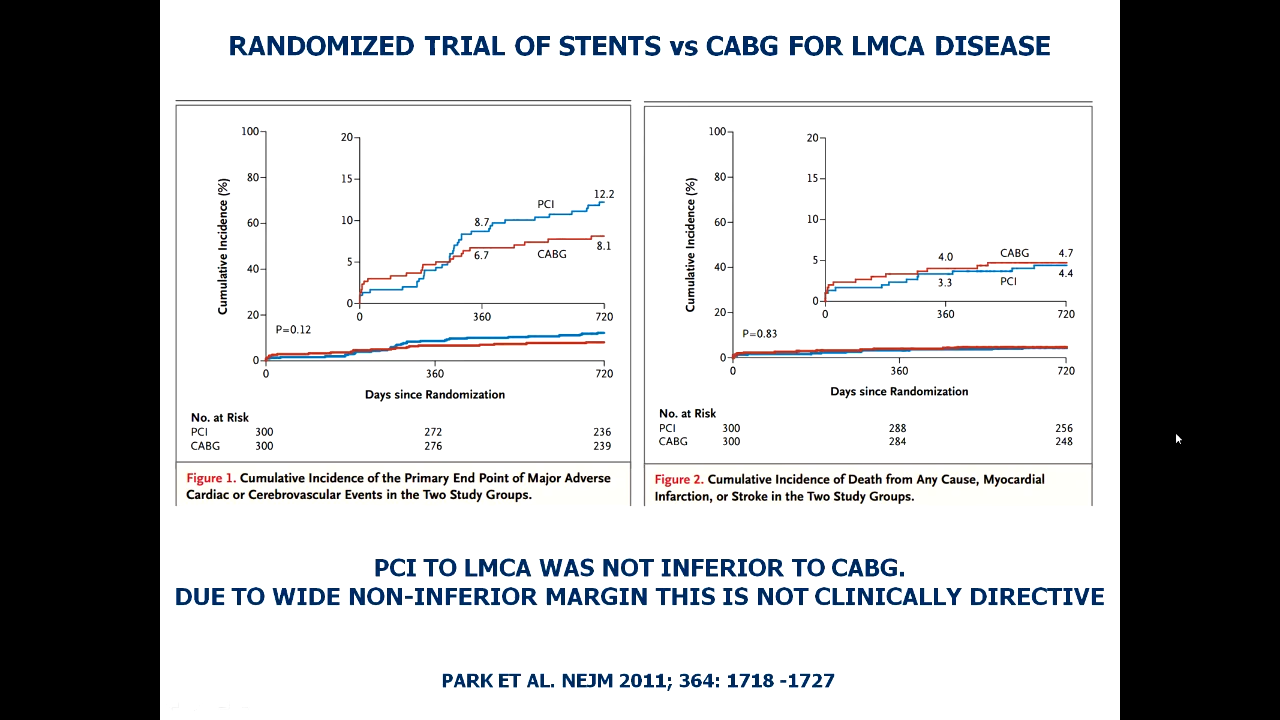 RANDOMIZED TRIAL OF STENTS vs CABG FOR LMCA DISEASE
Cumulative Incidence (%)
100
80
60
40
20
0
20
15
10
5
0
PCI
12.2
8.7
6.7
CABG
8.1
0 360 720
P=0.12
0 360 720
Days since Randomization
No. at Risk
PCI 300 272 236
CABG 300 276 239
Figure 1. Cumulative Incidence of the Primary End Point of Major Adverse
Cardiac or Cerebrovascular Events in the Two Study Groups.
Cumulative Incidence (%)
100
80
60
40
20
0
20
15
10
5
0
4.0
CABG
4.7
3.3
PCI
4.4
0 360 720
P=0.83
0 360 720
Days since Randomization
No. at Risk
PCI 300 288 256
CABG 300 284 248
Figure 2. Cumulative Incidence of Death from Any Cause, Myocardial
Infarction, or Stroke in the Two Study Groups.
PCI TO LMCA WAS NOT INFERIOR TO CABG.
DUE TO WIDE NON-INFERIOR MARGIN THIS IS NOT CLINICALLY DIRECTIVE
PARK ET AL. NEJM 2011; 364: 1718 -1727